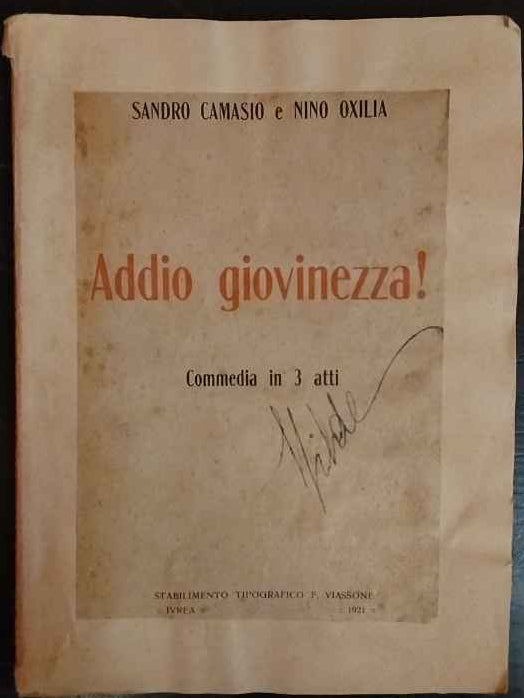 SANDRO CAMASIO e NINO OXILIA
Addio giovinezza!
Commedia in 3 atti
STABILIMENTO TIPOGRAFICO F. VIASSONE
IVREA 1921